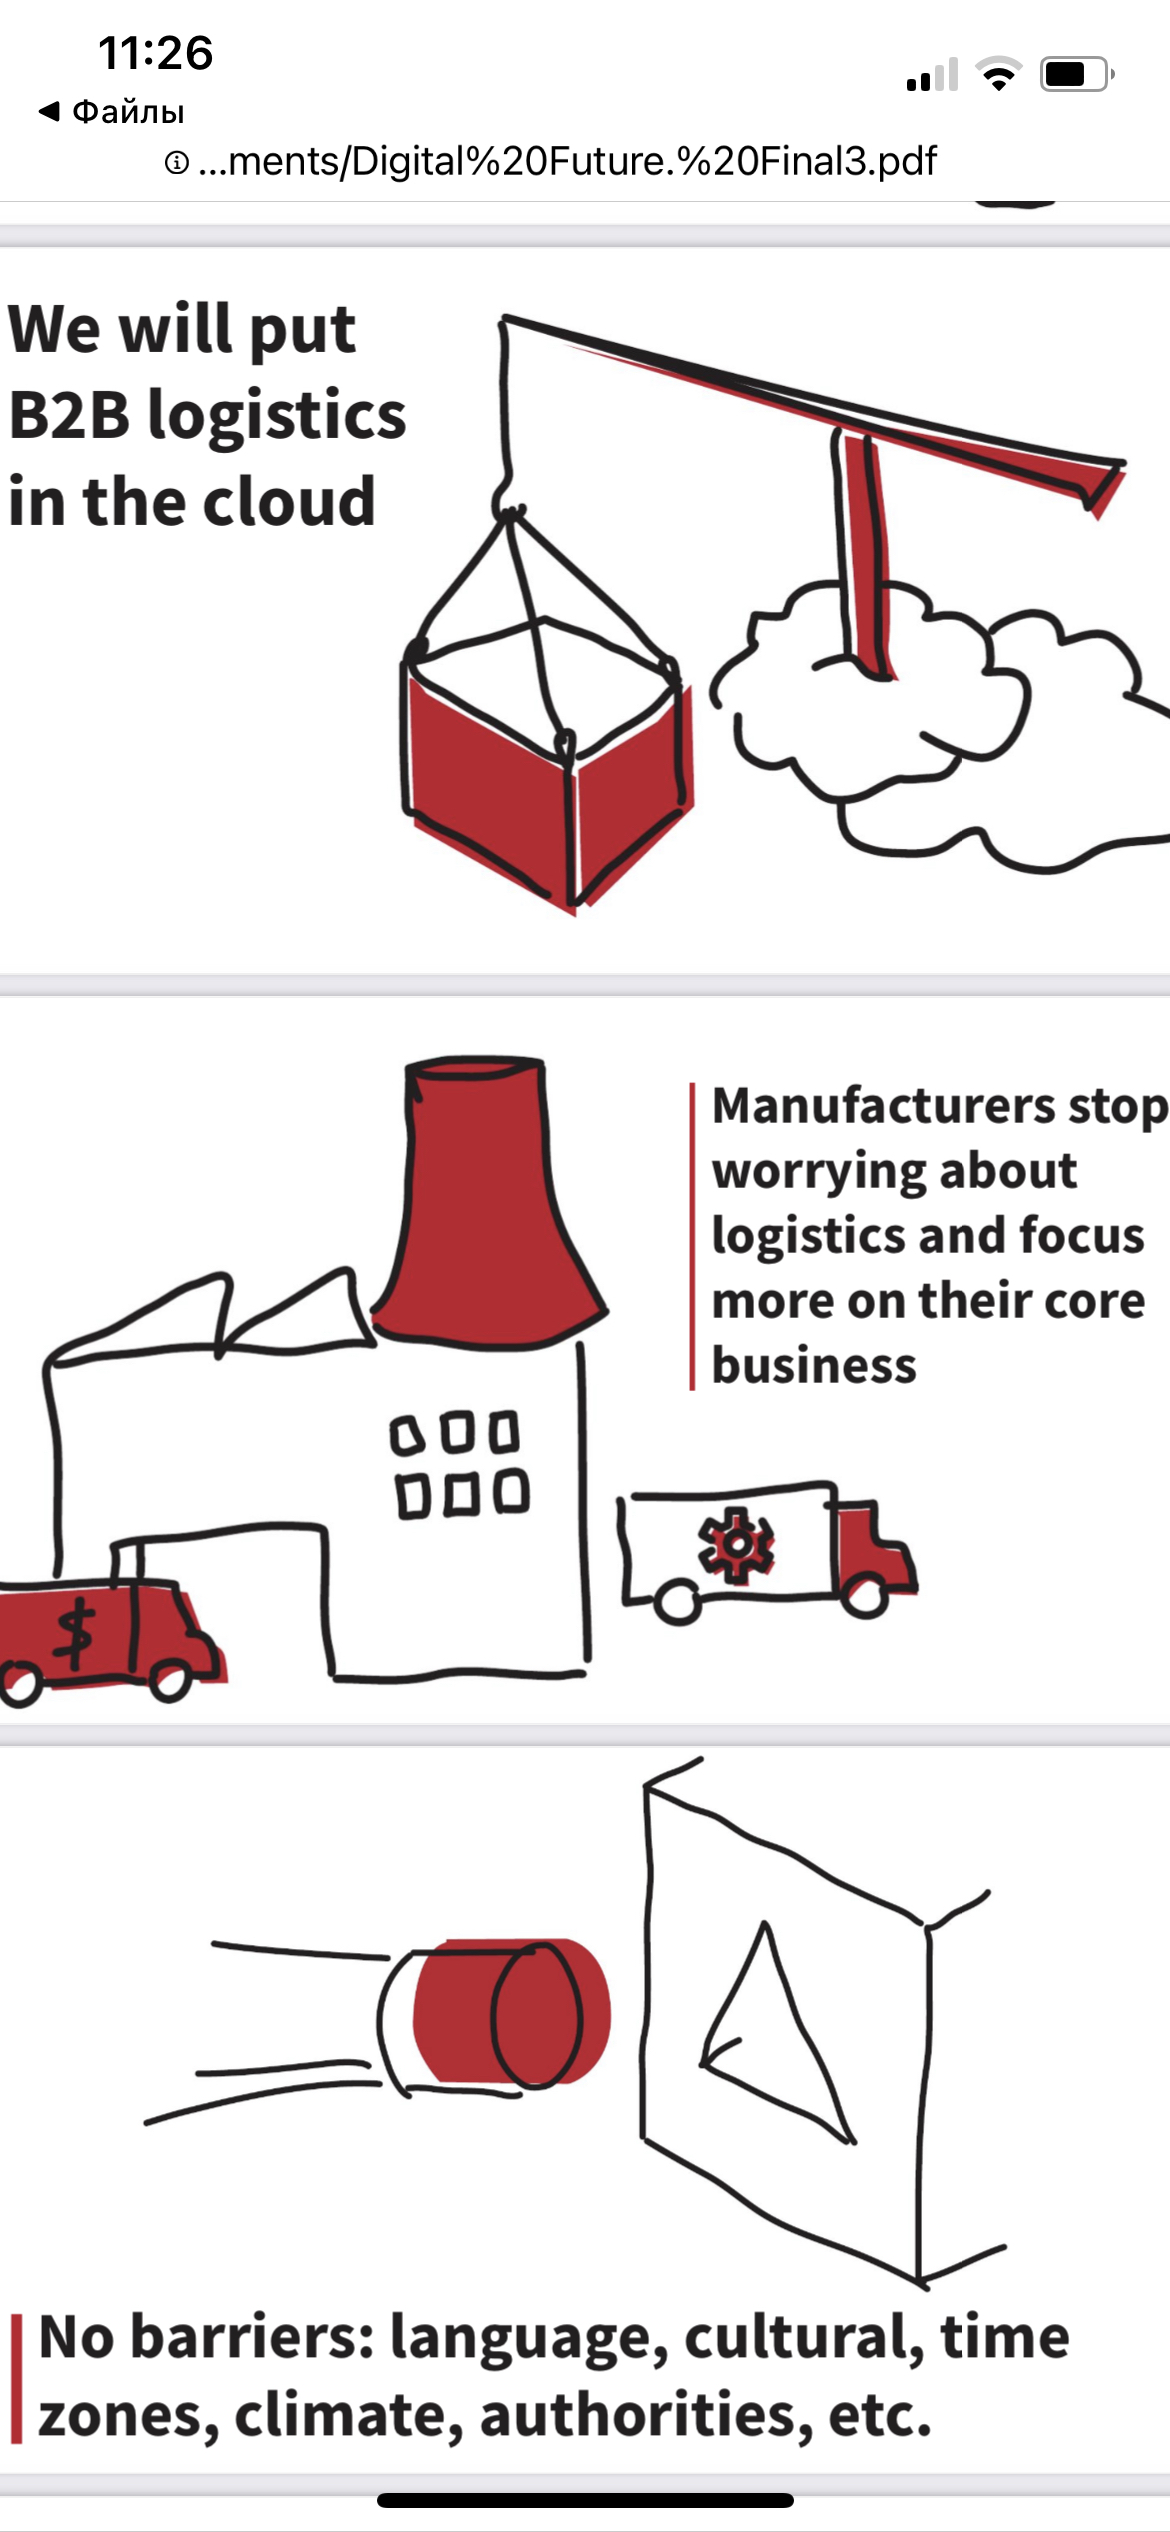 11:26
◀ Файлы
...ments/Digital%20Future.%20Final3.pdf
We will put
B2B logistics
in the cloud
Manufacturers stop
worrying about
logistics and focus
more on their core
business
$
No barriers: language, cultural, time
zones, climate, authorities, etc.